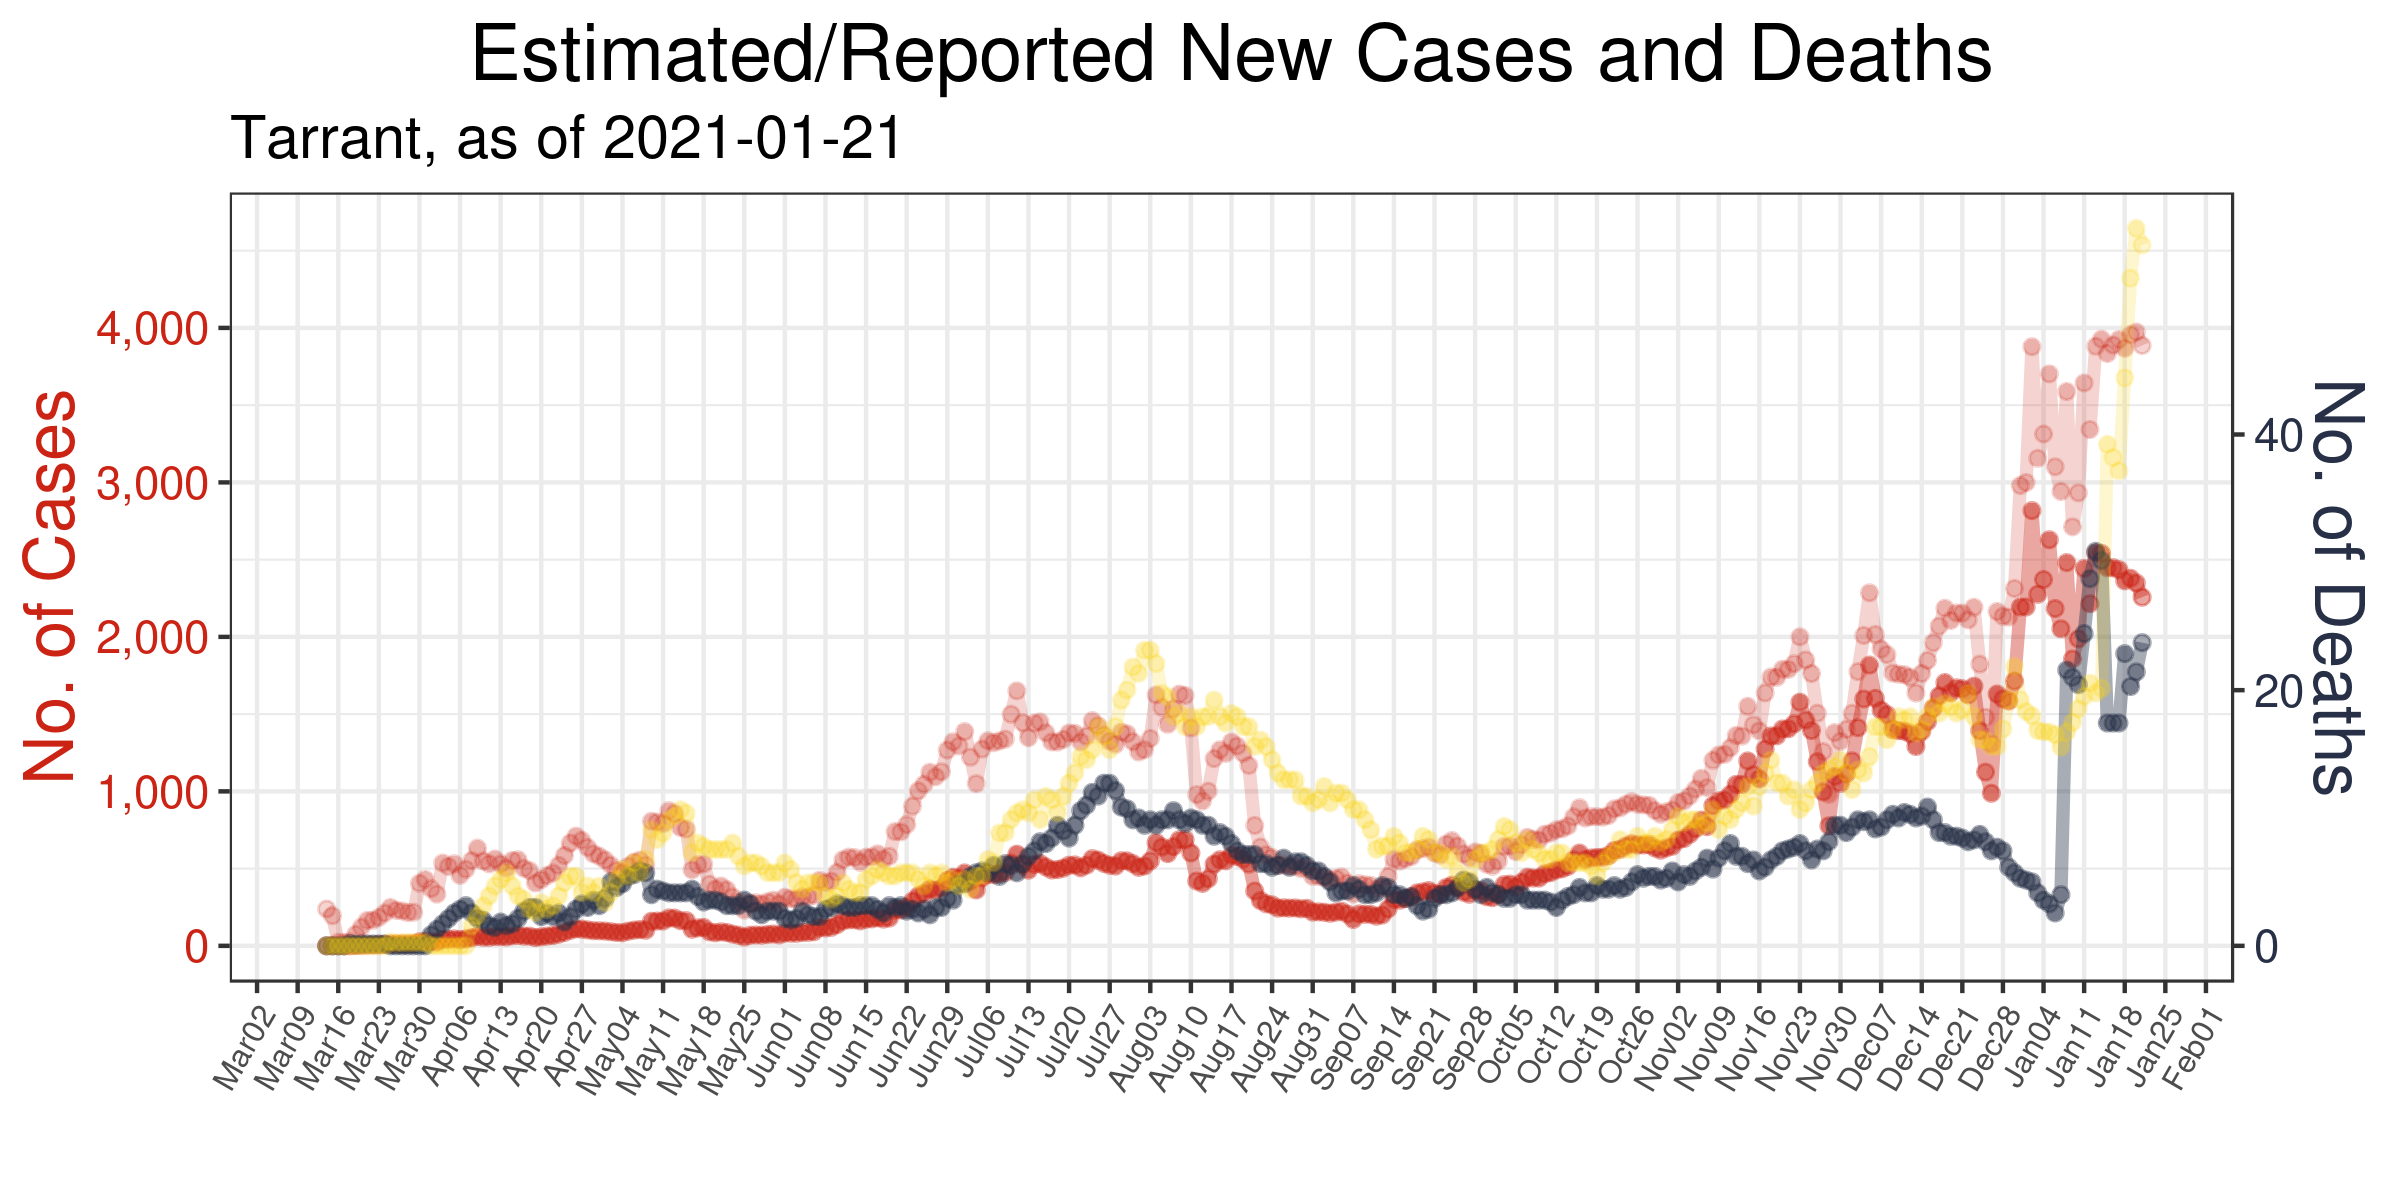 Estimated/Reported New Cases and Deaths
Tarrant, as of 2021-01-21
No. of Cases
4,000
3,000
2,000
1,000
0
40
20
0
No. of Deaths
Mar02
Mar09
Mar16
Mar23
Mar30
Apr06
Apr13
Apr20
Apr27
May04
May11
May18
May25
Jun01
Jun08
Jun15
Jun22
Jun29
Jul06
Jul13
Jul20
Jul27
Aug03
Aug10
Aug17
Aug24
Aug31
Sep07
Sep14
Sep21
Sep28
Oct05
Oct12
Oct19
Oct26
Nov02
Nov09
Nov16
Nov23
Nov30
Dec07
Dec14
Dec21
Dec28
Jan04
Jan11
Jan18
Jan25
Feb01